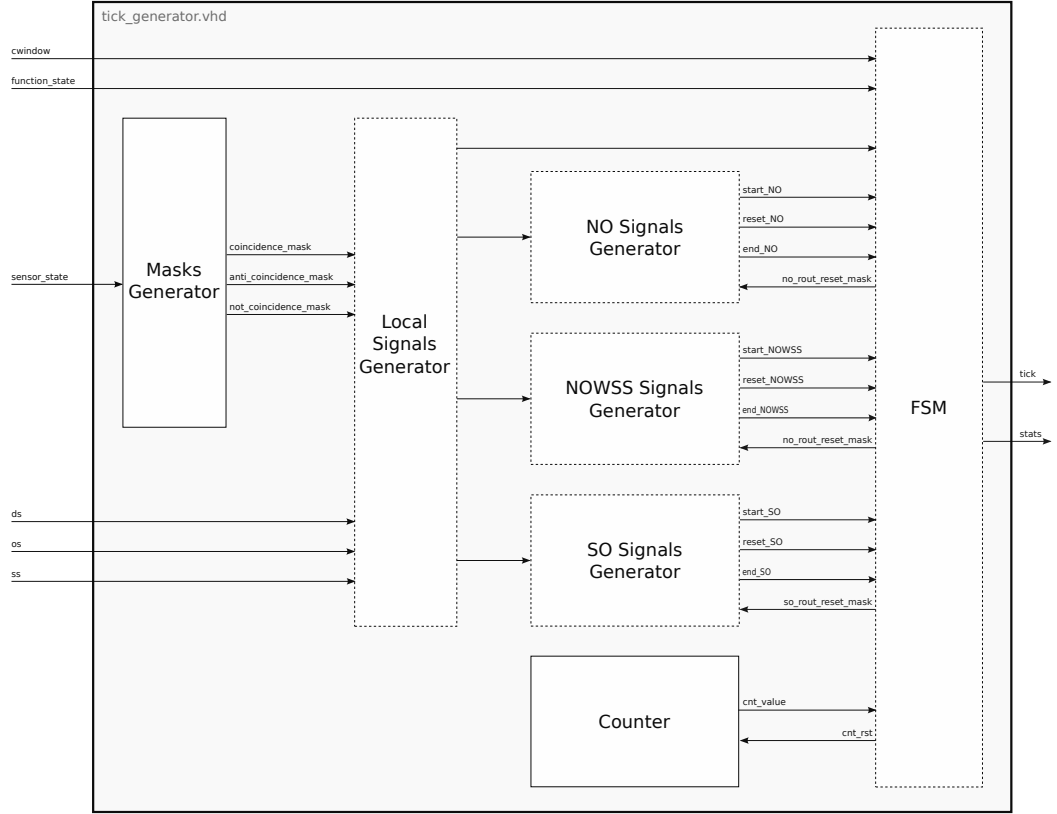 tick_generator.vhd
cwindow
function_state
sensor_state
ds
os
ss
Masks
Generator
coincidence_mask
anti_coincidence_mask
not_coincidence_mask
Local
Signals
Generator
NO Signals
Generator
start_NO
reset_NO
end_NO
no_rout_reset_mask
NOWSS Signals
Generator
start_NOWSS
reset_NOWSS
end_NOWSS
no_rout_reset_mask
SO Signals
Generator
start_SO
reset_SO
end_SO
so_rout_reset_mask
Counter
cnt_value
cnt_rst
FSM
tick
stats